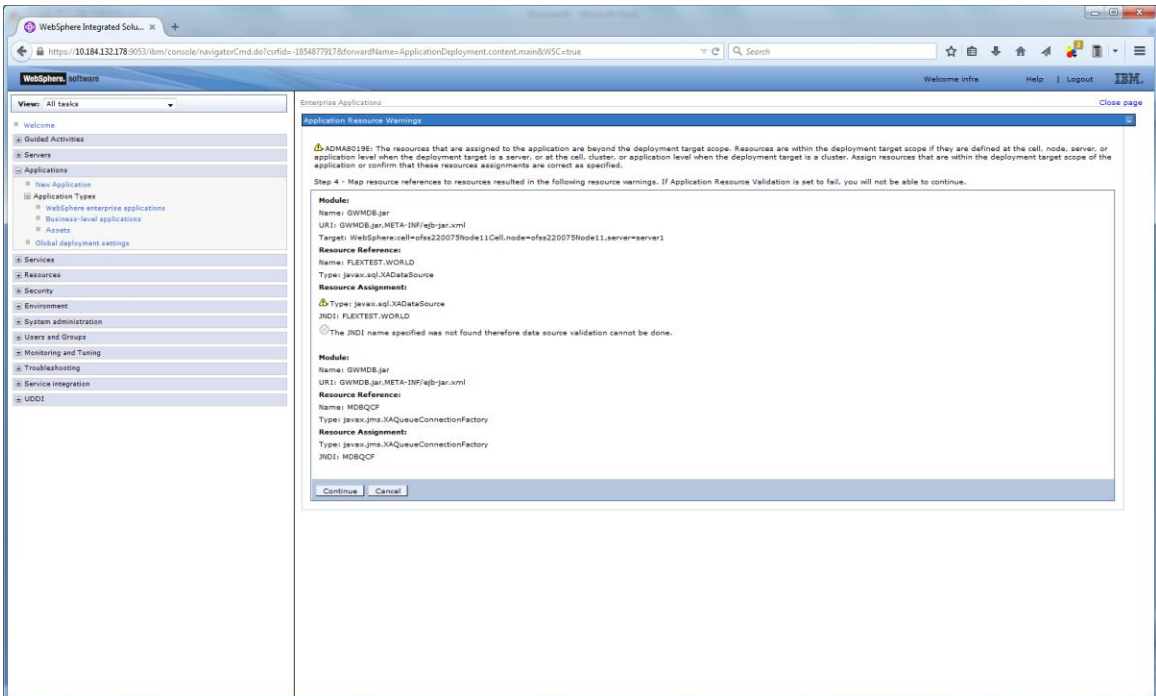 WebSphere Integrated Solu...
https://10.184.132.178:9053/ibm/console/navigatorCmd.do?csrfid=-1854877917&forwardName=ApplicationDeployment.content.main&WSC=true
Search
WebSphere. software
Welcome infra
Help | Logout
IBM.
View: All tasks
Welcome
Guided Activities
Servers
Applications
New Application
Application Types
WebSphere enterprise applications
Business-level applications
Assets
Global deployment settings
Services
Resources
Security
Environment
System administration
Users and Groups
Monitoring and Tuning
Troubleshooting
Service integration
UDDI
Enterprise Applications
Close page
Application Resource Warnings
ADMA8019E: The resources that are assigned to the application are beyond the deployment target scope. Resources are within the deployment target scope if they are defined at the cell, node, server, or
application level when the deployment target is a server, or at the cell, cluster, or application level when the deployment target is a cluster. Assign resources that are within the deployment target scope of the
application or confirm that these resources assignments are correct as specified.
Step 4 - Map resource references to resources resulted in the following resource warnings. If Application Resource Validation is set to fail, you will not be able to continue.
Module:
Name: GWMDB.jar
URI: GWMDB.jar,META-INF/ejb-jar.xml
Target: WebSphere:cell=ofss220075Node11Cell,node=ofss220075Node11,server=server1
Resource Reference:
Name: FLEXTEST.WORLD
Type: javax.sql.XADataSource
Resource Assignment:
Type: javax.sql.XADataSource
JNDI: FLEXTEST.WORLD
The JNDI name specified was not found therefore data source validation cannot be done.
Module:
Name: GWMDB.jar
URI: GWMDB.jar,META-INF/ejb-jar.xml
Resource Reference:
Name: MDBQCF
Type: javax.jms.XAQueueConnectionFactory
Resource Assignment:
Type: javax.jms.XAQueueConnectionFactory
JNDI: MDBQCF
Continue Cancel